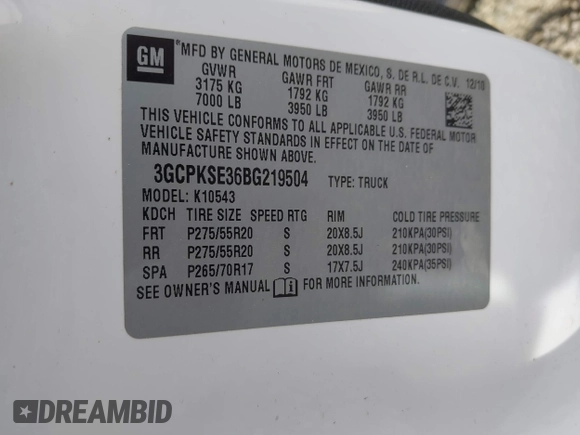 GM
®MFD BY GENERAL MOTORS DE MEXICO, S. DE R.L. DE C.V. 12/10
GVWR GAWR FRT GAWR RR
3175 KG 1792 KG 1792 KG
7000 LB 3950 LB 3950 LB
THIS VEHICLE CONFORMS TO ALL APPLICABLE U.S. FEDERAL MOTOR
VEHICLE SAFETY STANDARDS IN EFFECT ON THE DATE OF
MANUFACTURE SHOWN ABOVE.
3GCPKSE36BG219504 TYPE: TRUCK
MODEL: K10543
KDCH TIRE SIZE SPEED RTG RIM COLD TIRE PRESSURE
FRT P275/55R20 S 20X8.5J 210KPA(30PSI)
RR P275/55R20 S 20X8.5J 210KPA(30PSI)
SPA P265/70R17 S 17X7.5J 240KPA(35PSI)
SEE OWNER'S MANUAL i FOR MORE INFORMATION.
DREAMBID